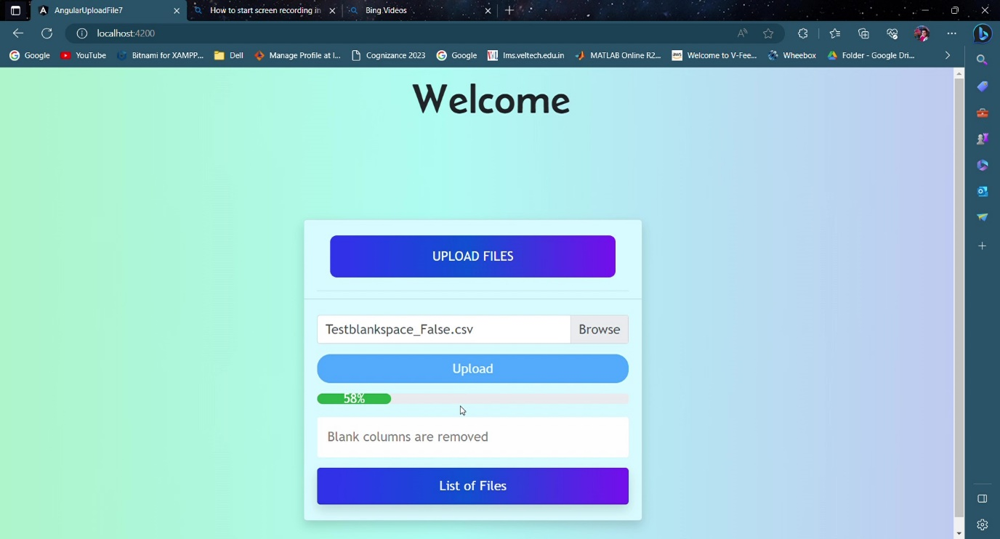 AngularUploadFile7
How to start screen recording in
Bing Videos
localhost:4200
Google
YouTube
Bitnami for XAMPP...
Dell
Manage Profile at I...
Cognizance 2023
Google
lms.veltech.edu.in
MATLAB Online R2...
aws
Welcome to V-Fee...
Wheebox
Folder - Google Dri...
Welcome
UPLOAD FILES
Testblankspace_False.csv
Browse
Upload
58%
Blank columns are removed
List of Files